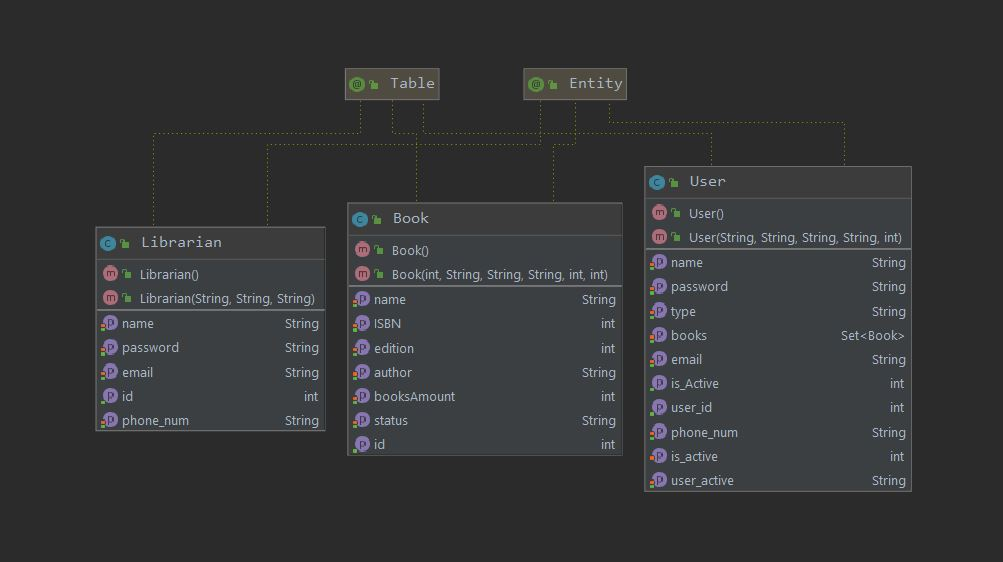 @ Table
@ Entity
C Librarian
m Librarian()
m Librarian(String, String, String)
p name String
p password String
p email String
p id int
p phone_num String
C Book
m Book()
m Book(int, String, String, String, int, int)
p name String
p ISBN int
p edition int
p author String
p booksAmount int
p status String
p id int
C User
m User()
m User(String, String, String, String, int)
p name String
p password String
p type String
p books Set<Book>
p email String
p is_Active int
p user_id int
p phone_num String
p is_active int
p user_active String